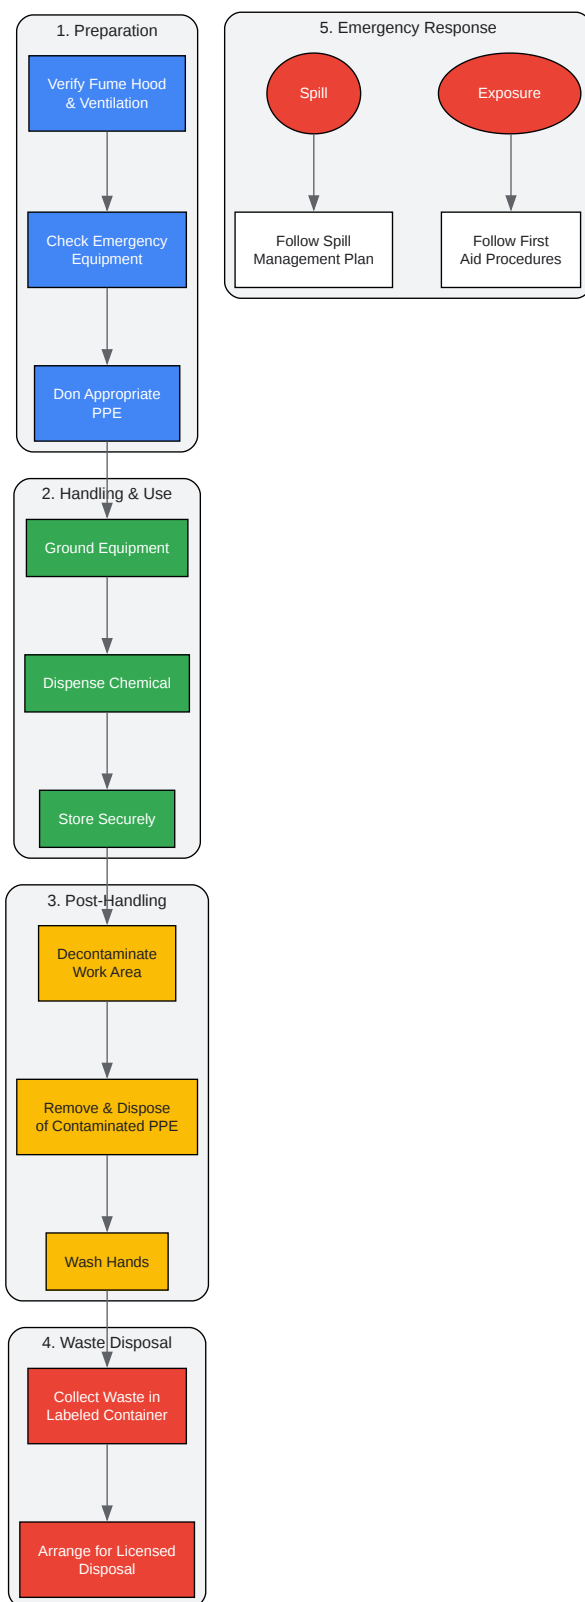 1. Preparation
Verify Fume Hood
& Ventilation
Check Emergency
Equipment
Don Appropriate
PPE
2. Handling & Use
Ground Equipment
Dispense Chemical
Store Securely
3. Post-Handling
Decontaminate
Work Area
Remove & Dispose
of Contaminated PPE
Wash Hands
4. Waste Disposal
Collect Waste in
Labeled Container
Arrange for Licensed
Disposal
5. Emergency Response
Spill
Follow Spill
Management Plan
Exposure
Follow First
Aid Procedures